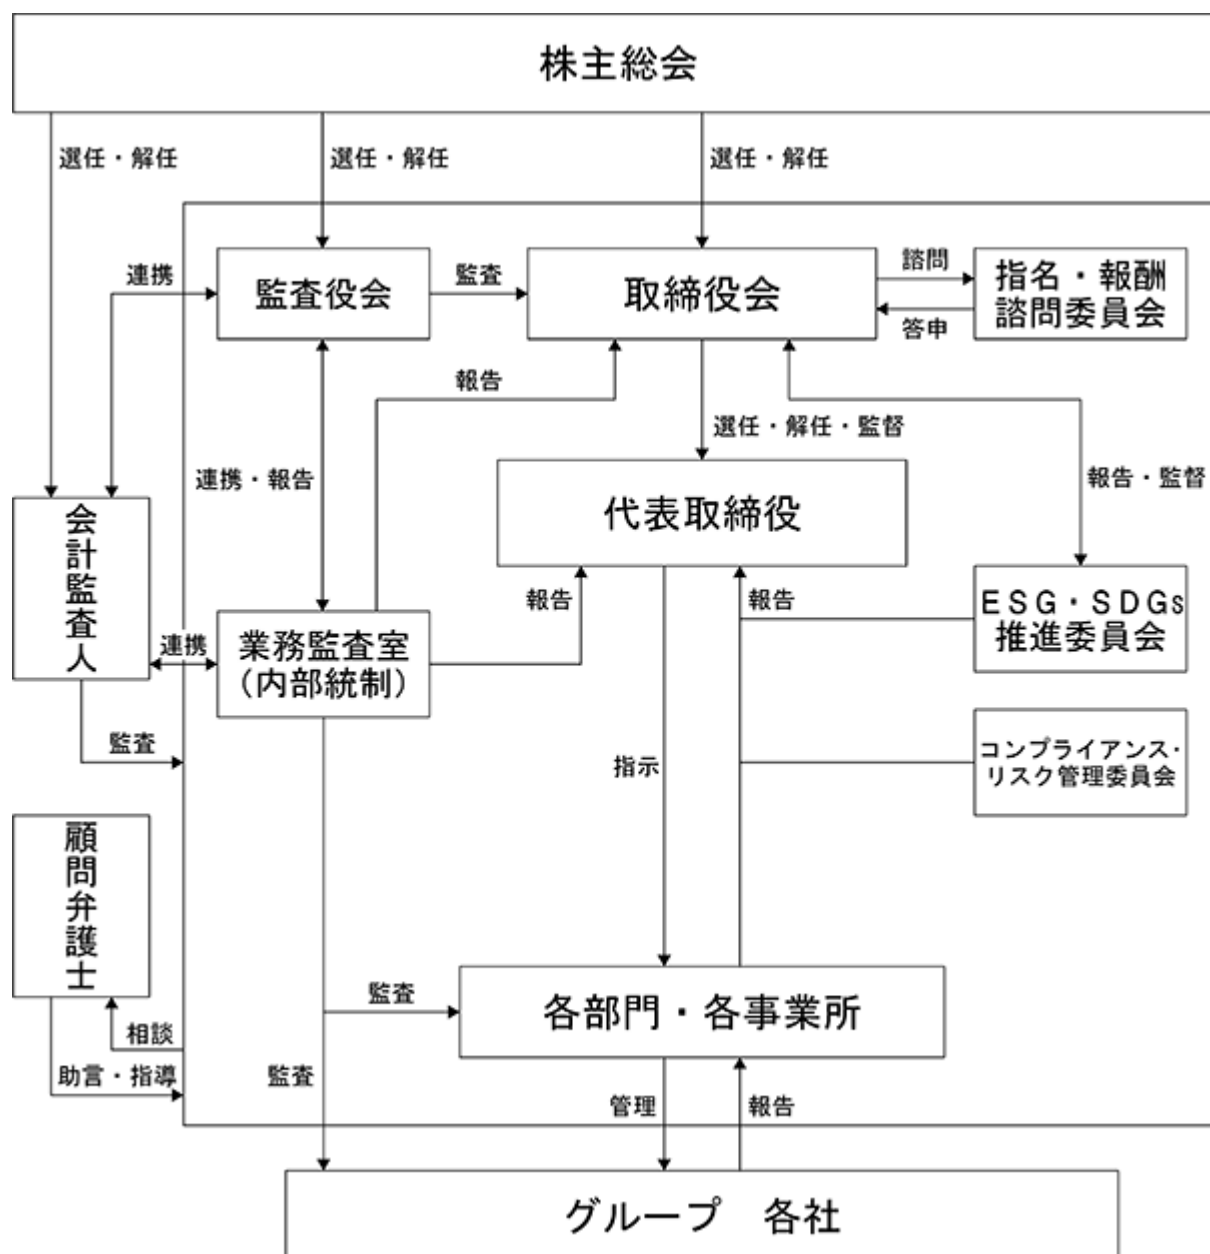 株主総会
選任・解任
選任・解任
選任・解任
連携
監査役会
監査
取締役会
諮問
答申
指名・報酬
諮問委員会
報告
選任・解任・監督
連携・報告
報告・監督
会計監査人
代表取締役
報告
報告
ESG・SDGs
推進委員会
連携
業務監査室
(内部統制)
監査
指示
コンプライアンス・
リスク管理委員会
顧問弁護士
相談
助言・指導
監査
各部門・各事業所
監査
管理
報告
グループ 各社